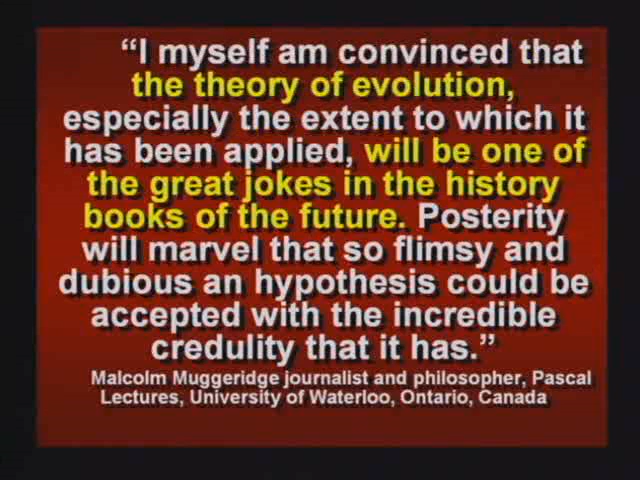 “I myself am convinced that
the theory of evolution,
especially the extent to which it
has been applied, will be one of
the great jokes in the history
books of the future. Posterity
will marvel that so flimsy and
dubious an hypothesis could be
accepted with the incredible
credulity that it has.”
Malcolm Muggeridge journalist and philosopher, Pascal
Lectures, University of Waterloo, Ontario, Canada